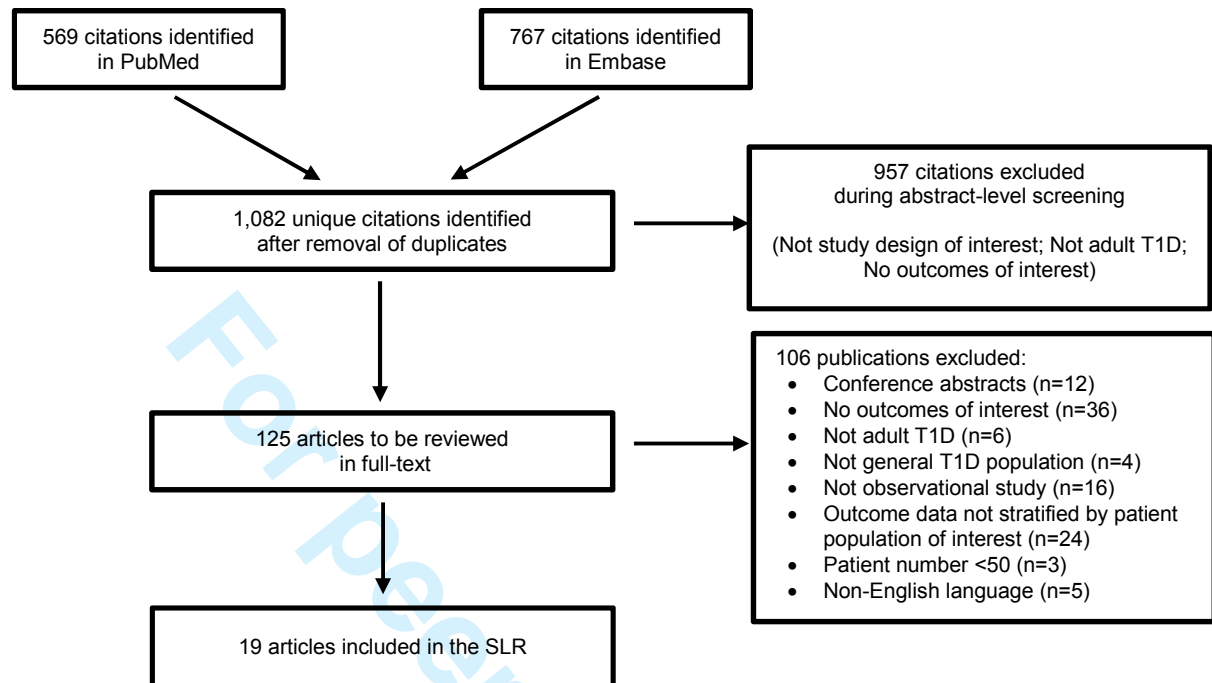 569 citations identified
in PubMed
767 citations identified
in Embase
957 citations excluded
during abstract-level screening
(Not study design of interest; Not adult T1D;
No outcomes of interest)
1,082 unique citations identified
after removal of duplicates
106 publications excluded:
• Conference abstracts (n=12)
• No outcomes of interest (n=36)
• Not adult T1D (n=6)
• Not general T1D population (n=4)
• Not observational study (n=16)
• Outcome data not stratified by patient
population of interest (n=24)
• Patient number <50 (n=3)
• Non-English language (n=5)
125 articles to be reviewed
in full-text
19 articles included in the SLR
For peer